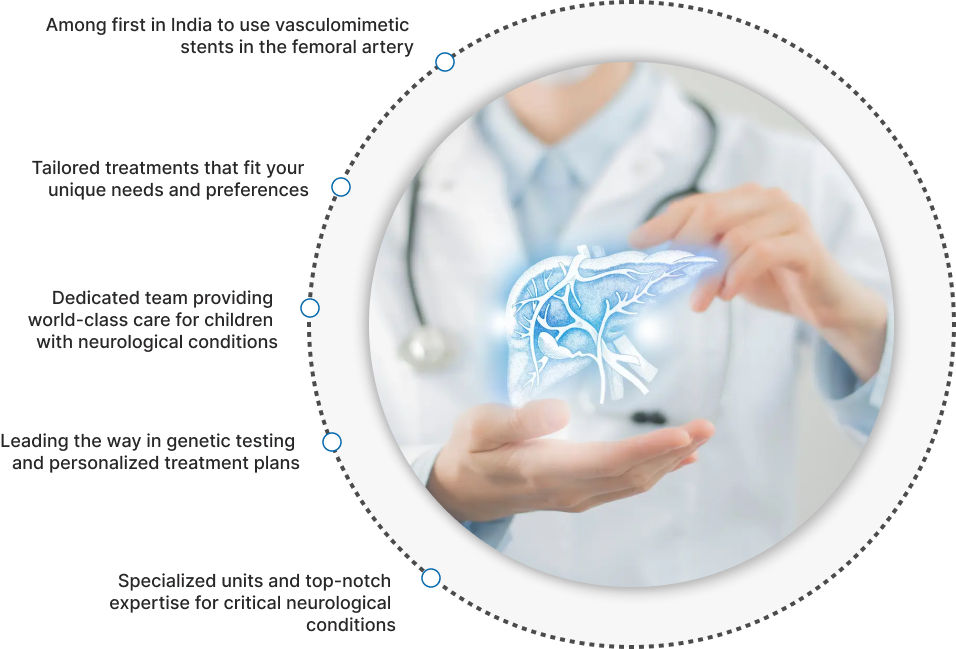 Among first in India to use vasculomimetic
stents in the femoral artery
Tailored treatments that fit your
unique needs and preferences
Dedicated team providing
world-class care for children
with neurological conditions
Leading the way in genetic testing
and personalized treatment plans
Specialized units and top-notch
expertise for critical neurological
conditions